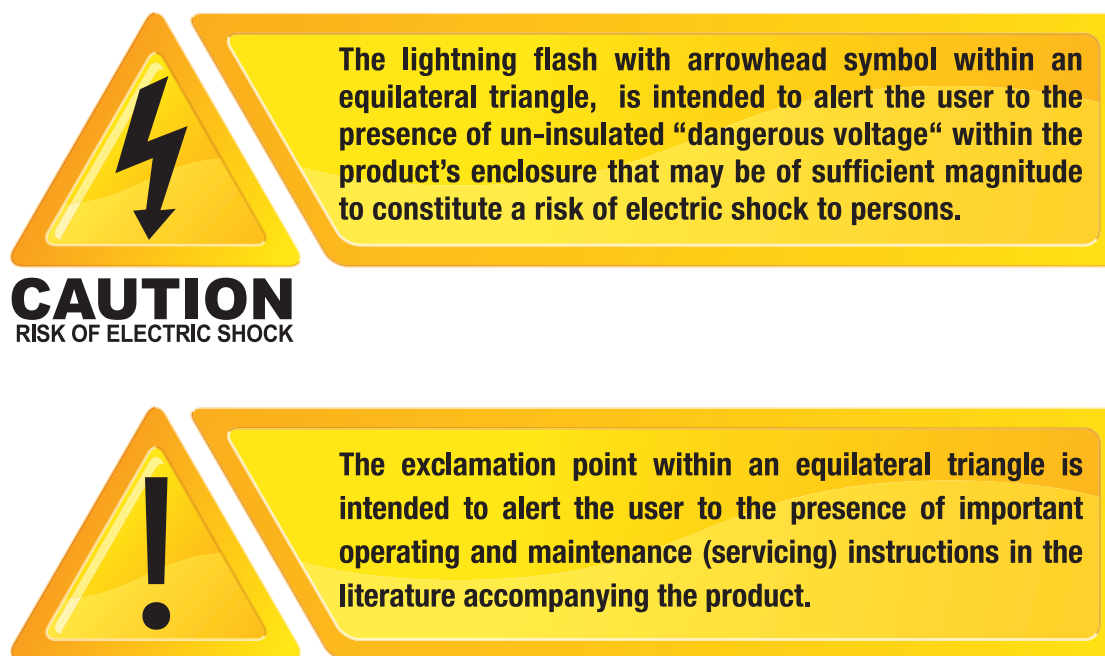 The lightning flash with arrowhead symbol within an
equilateral triangle,  is intended to alert the user to the
presence of un-insulated “dangerous voltage“ within the
product’s enclosure that may be of sufficient magnitude
to constitute a risk of electric shock to persons.
CAUTION
RISK OF ELECTRIC SHOCK
!
The exclamation point within an equilateral triangle is
intended to alert the user to the presence of important
operating and maintenance (servicing) instructions in the
literature accompanying the product.